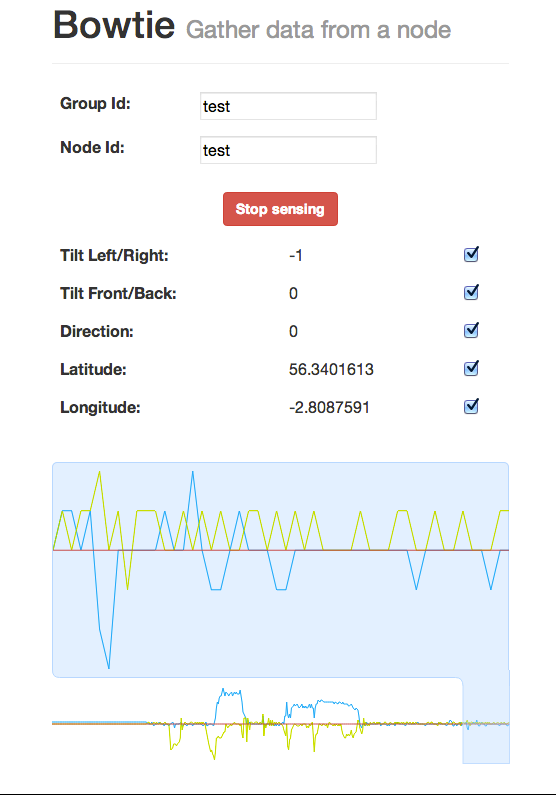 Bowtie Gather data from a node
Group Id: test
Node Id: test
Stop sensing
Tilt Left/Right: -1
Tilt Front/Back: 0
Direction: 0
Latitude: 56.3401613
Longitude: -2.8087591